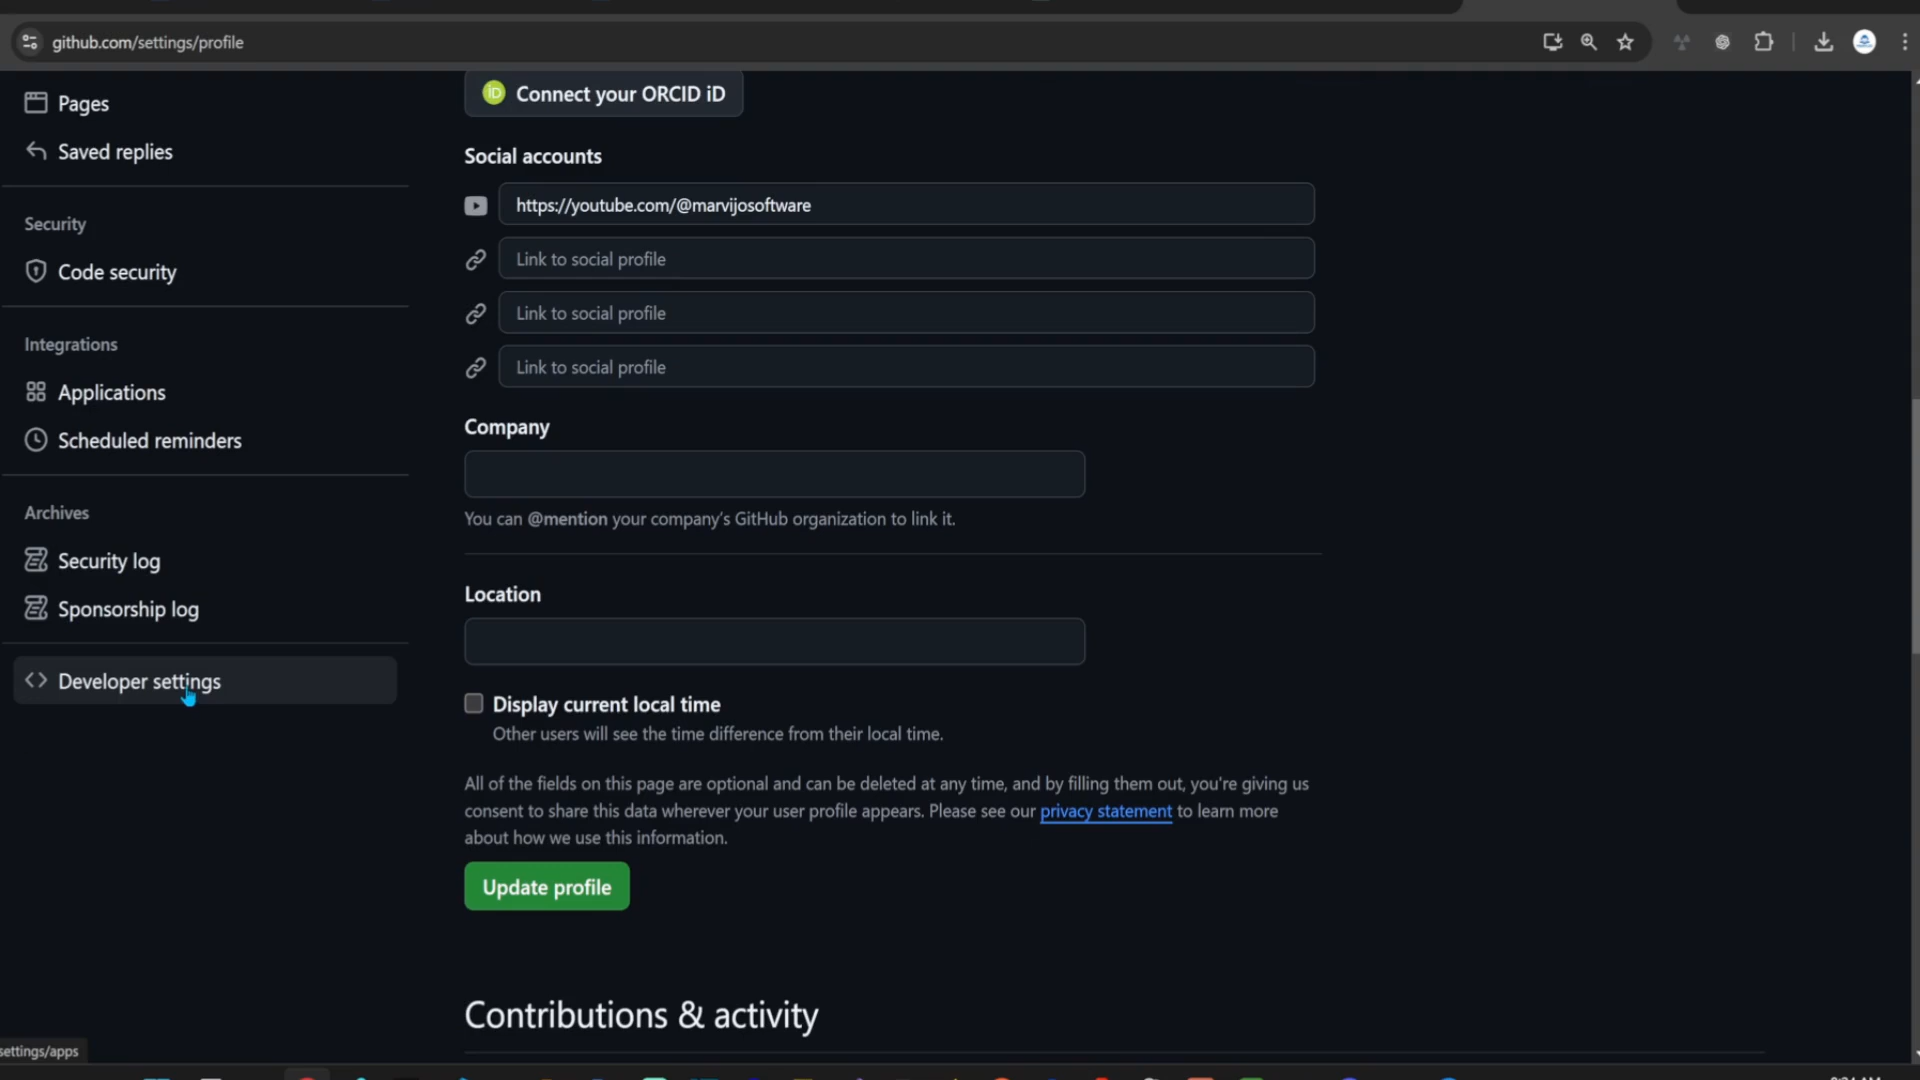 github.com/settings/profile
Pages
Saved replies
Security
Code security
Integrations
Applications
Scheduled reminders
Archives
Security log
Sponsorship log
Developer settings
iD Connect your ORCID iD
Social accounts
https://youtube.com/@marvijosoftware
Link to social profile
Link to social profile
Link to social profile
Company
You can @mention your company's GitHub organization to link it.
Location
Display current local time
Other users will see the time difference from their local time.
All of the fields on this page are optional and can be deleted at any time, and by filling them out, you're giving us
consent to share this data wherever your user profile appears. Please see our privacy statement to learn more
about how we use this information.
Update profile
Contributions & activity
settings/apps